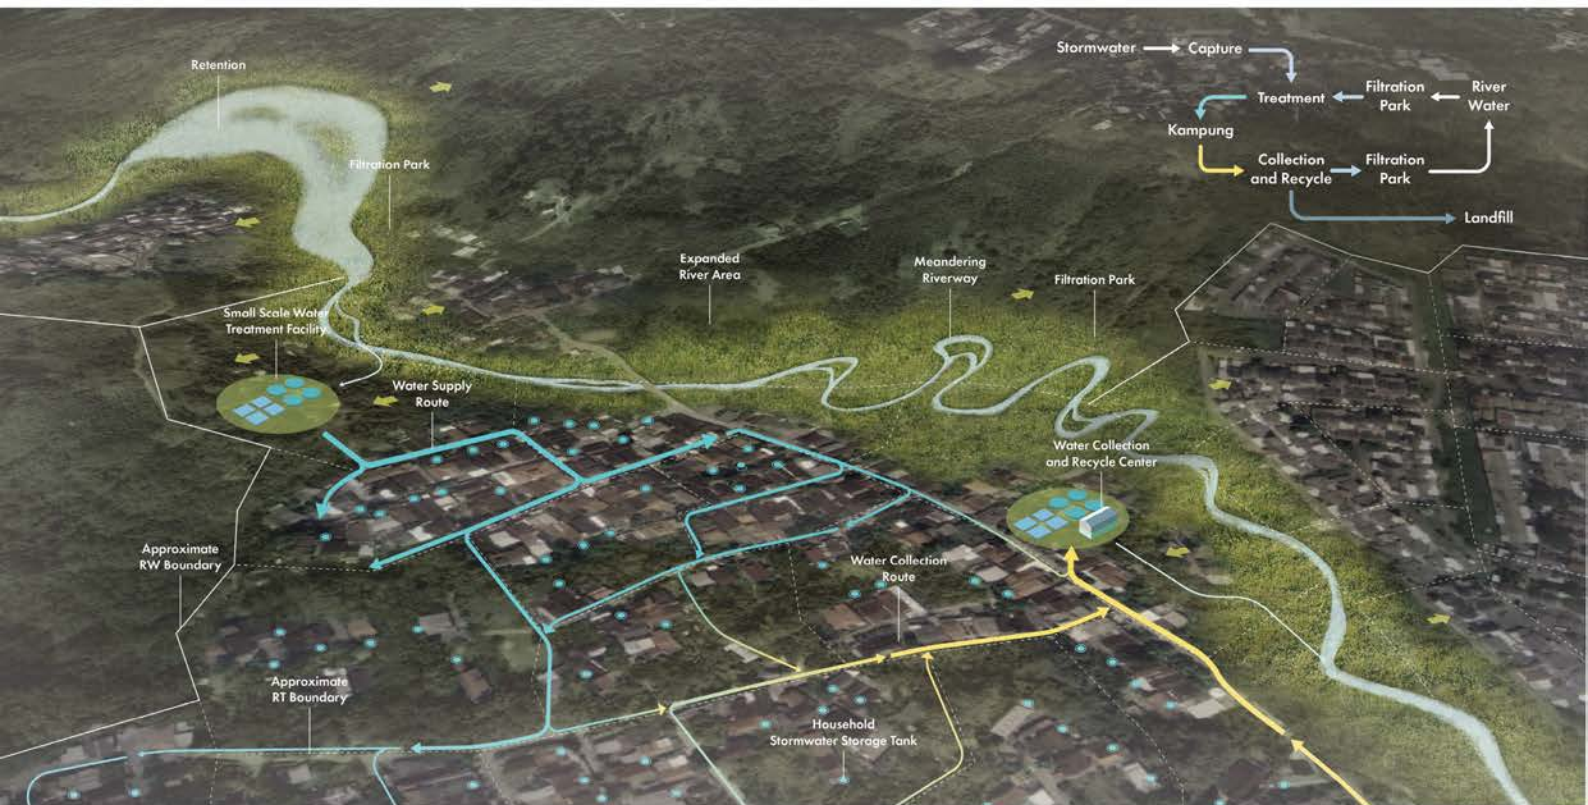 Retention
Filtration Park
Stormwater
Capture
Treatment
Filtration
Park
River
Water
Kampung
Collection
and Recycle
Filtration
Park
Landfill
Expanded
River Area
Meandering
Riverway
Filtration Park
Small Scale Water
Treatment Facility
Water Supply
Route
Water Collection
and Recycle Center
Approximate
RW Boundary
Water Collection
Route
Approximate
RT Boundary
Household
Stormwater Storage Tank